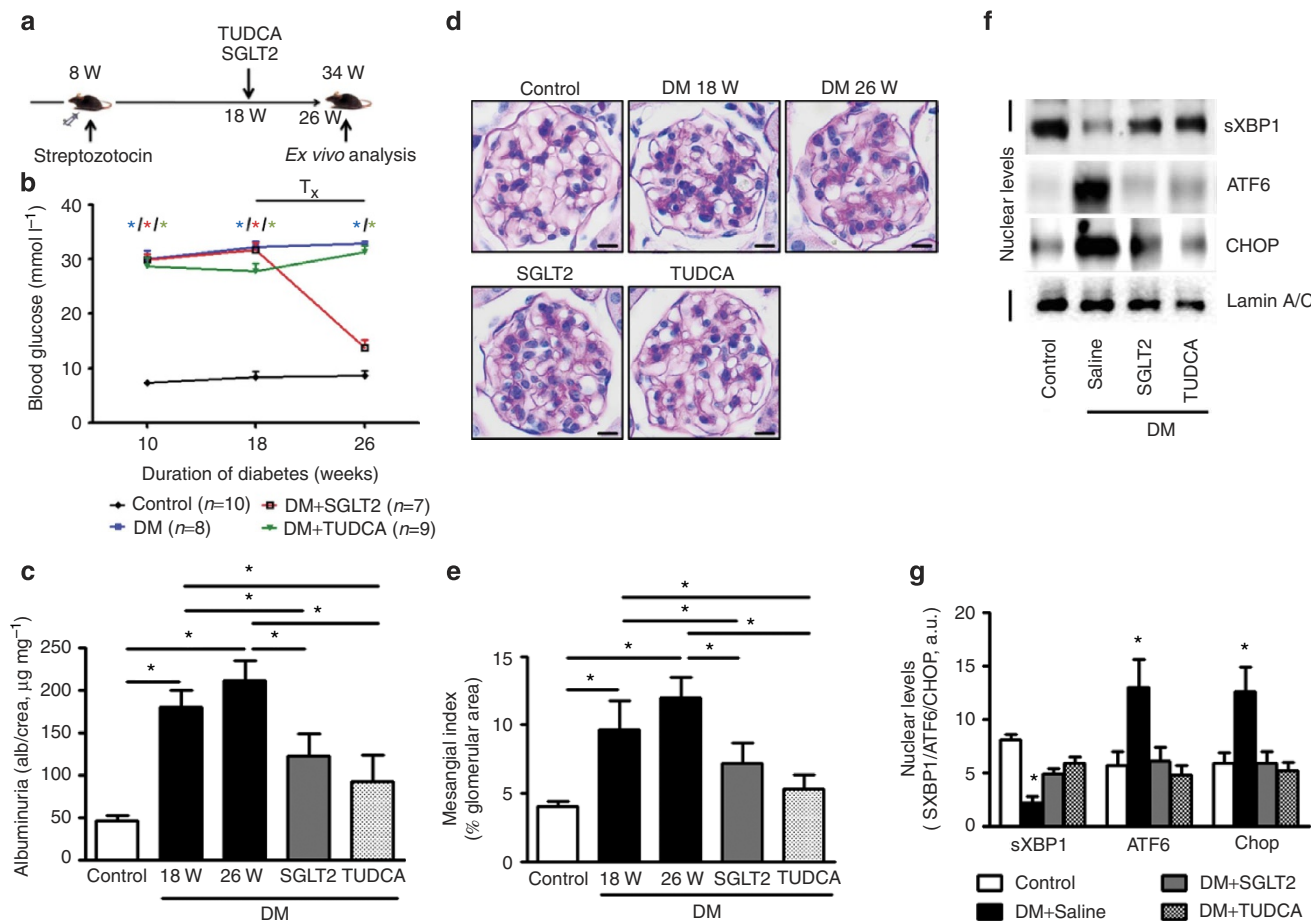 a
TUDCA
SGLT2
8 W
34 W
18 W
26 W
Streptozotocin
Ex vivo analysis
b
Tx
Blood glucose (mmol l⁻¹)
40
30
20
10
0
*/*/*
*/*/*
*/*
10
18
26
Duration of diabetes (weeks)
Control (n=10)
DM+SGLT2 (n=7)
DM (n=8)
DM+TUDCA (n=9)
c
Albuminuria (alb/crea, µg mg⁻¹)
250
200
150
100
50
0
*
*
*
*
*
*
Control
18 W
26 W
SGLT2
TUDCA
DM
d
Control
DM 18 W
DM 26 W
SGLT2
TUDCA
e
Mesangial index
(% glomerular area)
15
10
5
0
*
*
*
*
*
*
Control
18 W
26 W
SGLT2
TUDCA
DM
f
Nuclear levels
sXBP1
ATF6
CHOP
Lamin A/C
Control
Saline
SGLT2
TUDCA
DM
g
Nuclear levels
( SXBP1/ATF6/CHOP, a.u.)
20
15
10
5
0
*
*
*
sXBP1
ATF6
Chop
Control
DM+SGLT2
DM+Saline
DM+TUDCA